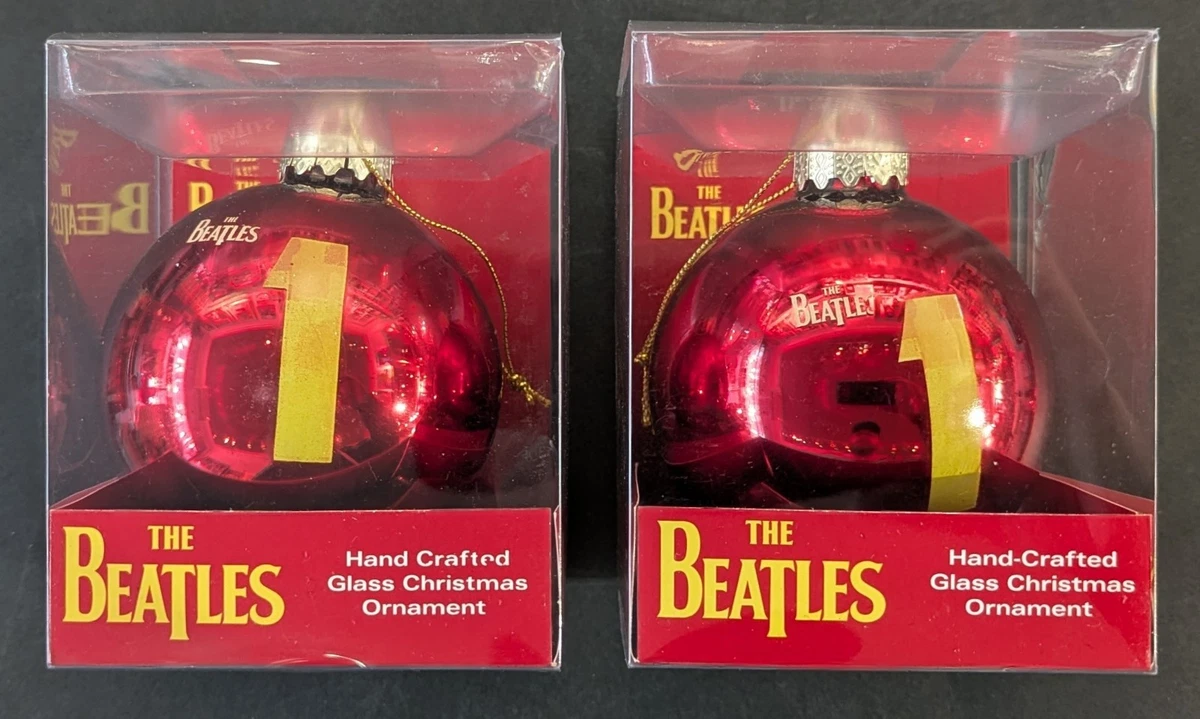 THE
BEATLES
1
THE
BEATLES
Hand Crafted
Glass Christmas
Ornament
THE
BEATL
THE
BEATLES
1
THE
BEATLES
Hand-Crafted
Glass Christmas
Ornament